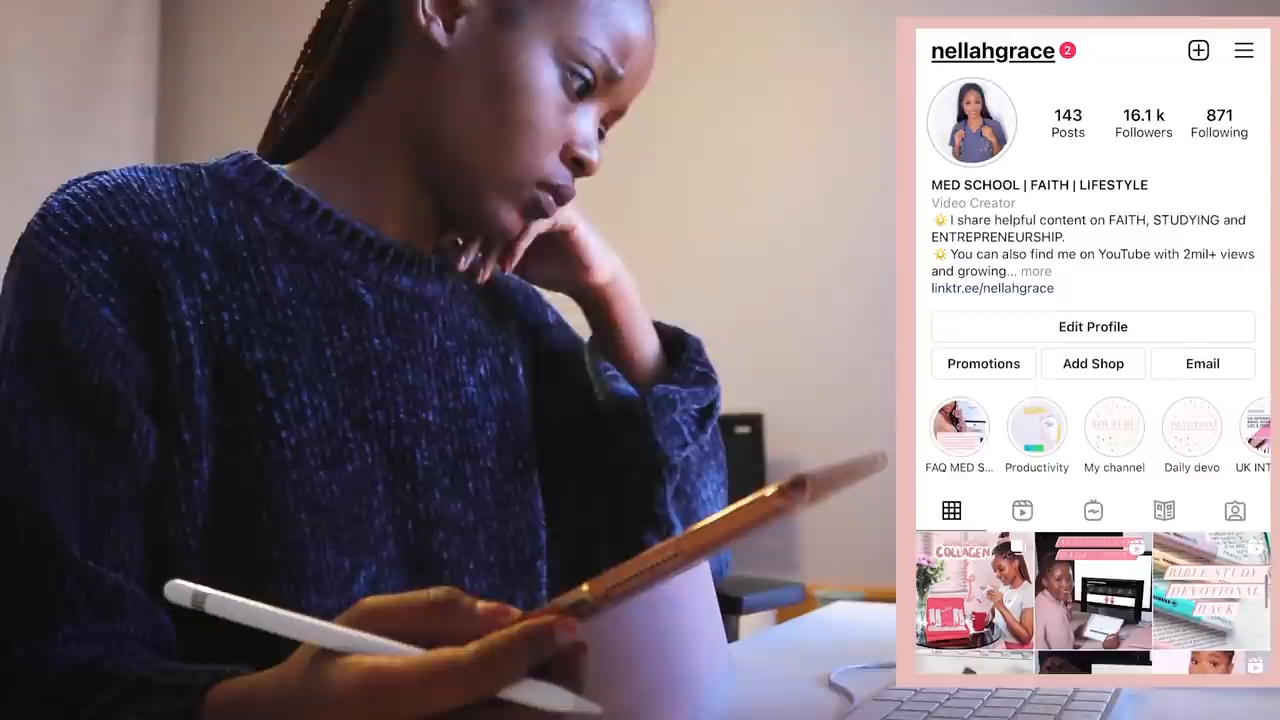 nellahgrace 2
143 16.1 k 871
Posts Followers Following
MED SCHOOL | FAITH | LIFESTYLE
Video Creator
I share helpful content on FAITH, STUDYING and
ENTREPRENEURSHIP.
You can also find me on YouTube with 2mil+ views
and growing... more
linktr.ee/nellahgrace
Edit Profile
Promotions Add Shop Email
YOUTUBE
FAQ MED S... Productivity My channel Daily devo UK INT
COLLAGEN
BIBLE STUDY
DEVOTIONAL
HACK